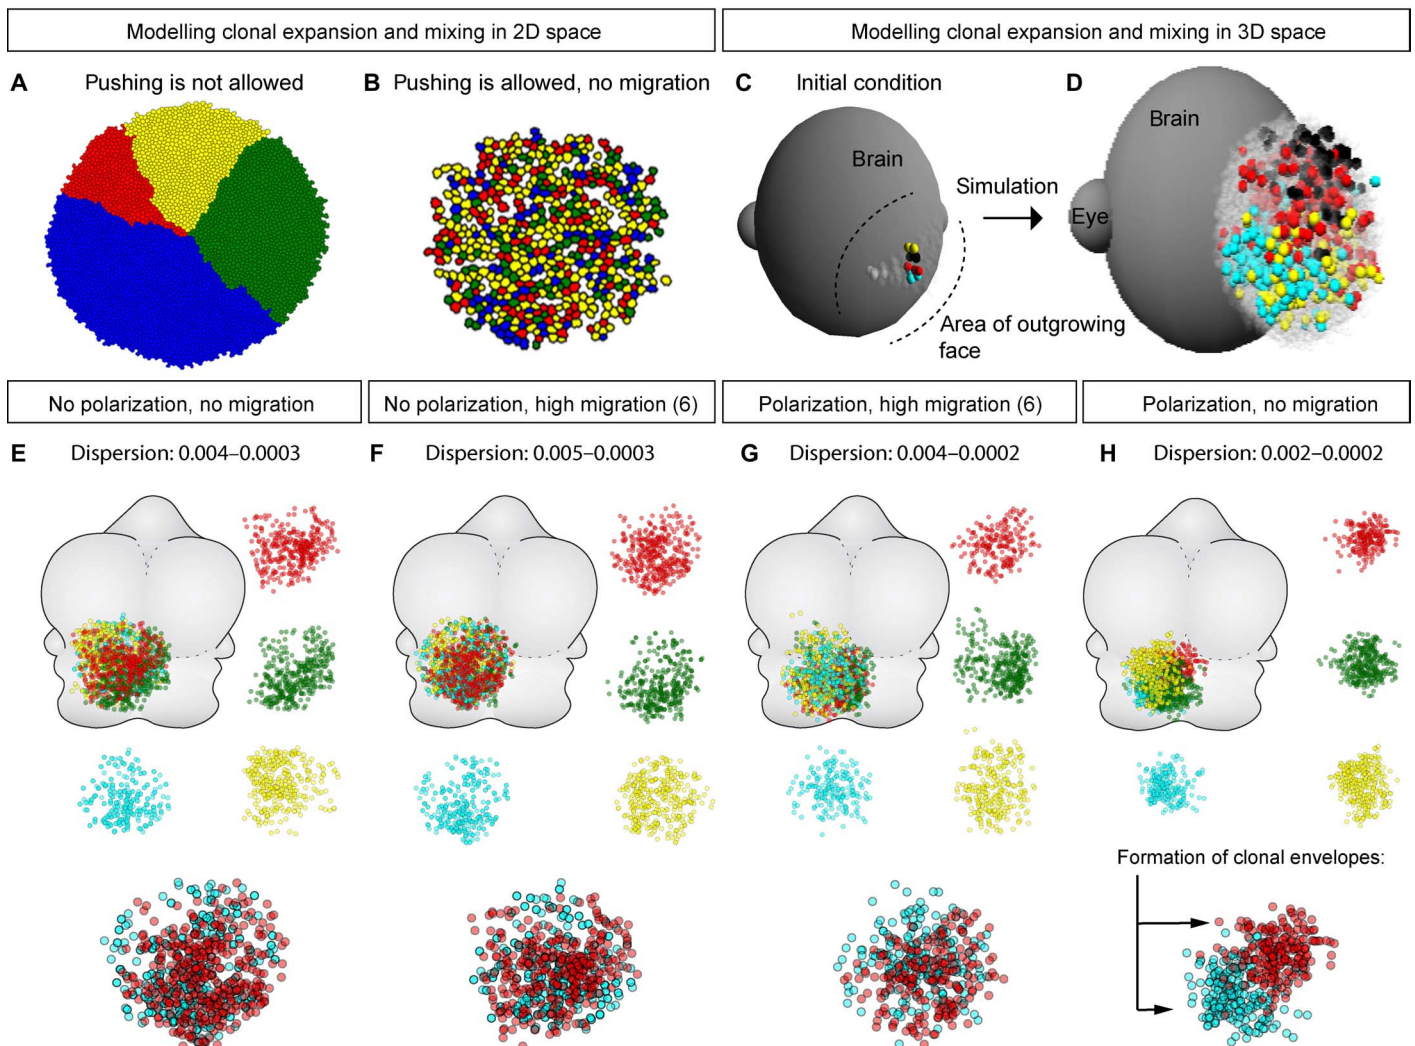 Modelling clonal expansion and mixing in 2D space
Modelling clonal expansion and mixing in 3D space
A Pushing is not allowed
B Pushing is allowed, no migration
C Initial condition
D
Brain
Brain
Simulation
Eye
Area of outgrowing
face
No polarization, no migration
No polarization, high migration (6)
Polarization, high migration (6)
Polarization, no migration
E Dispersion: 0.004–0.0003
F Dispersion: 0.005–0.0003
G Dispersion: 0.004–0.0002
H Dispersion: 0.002–0.0002
Formation of clonal envelopes: